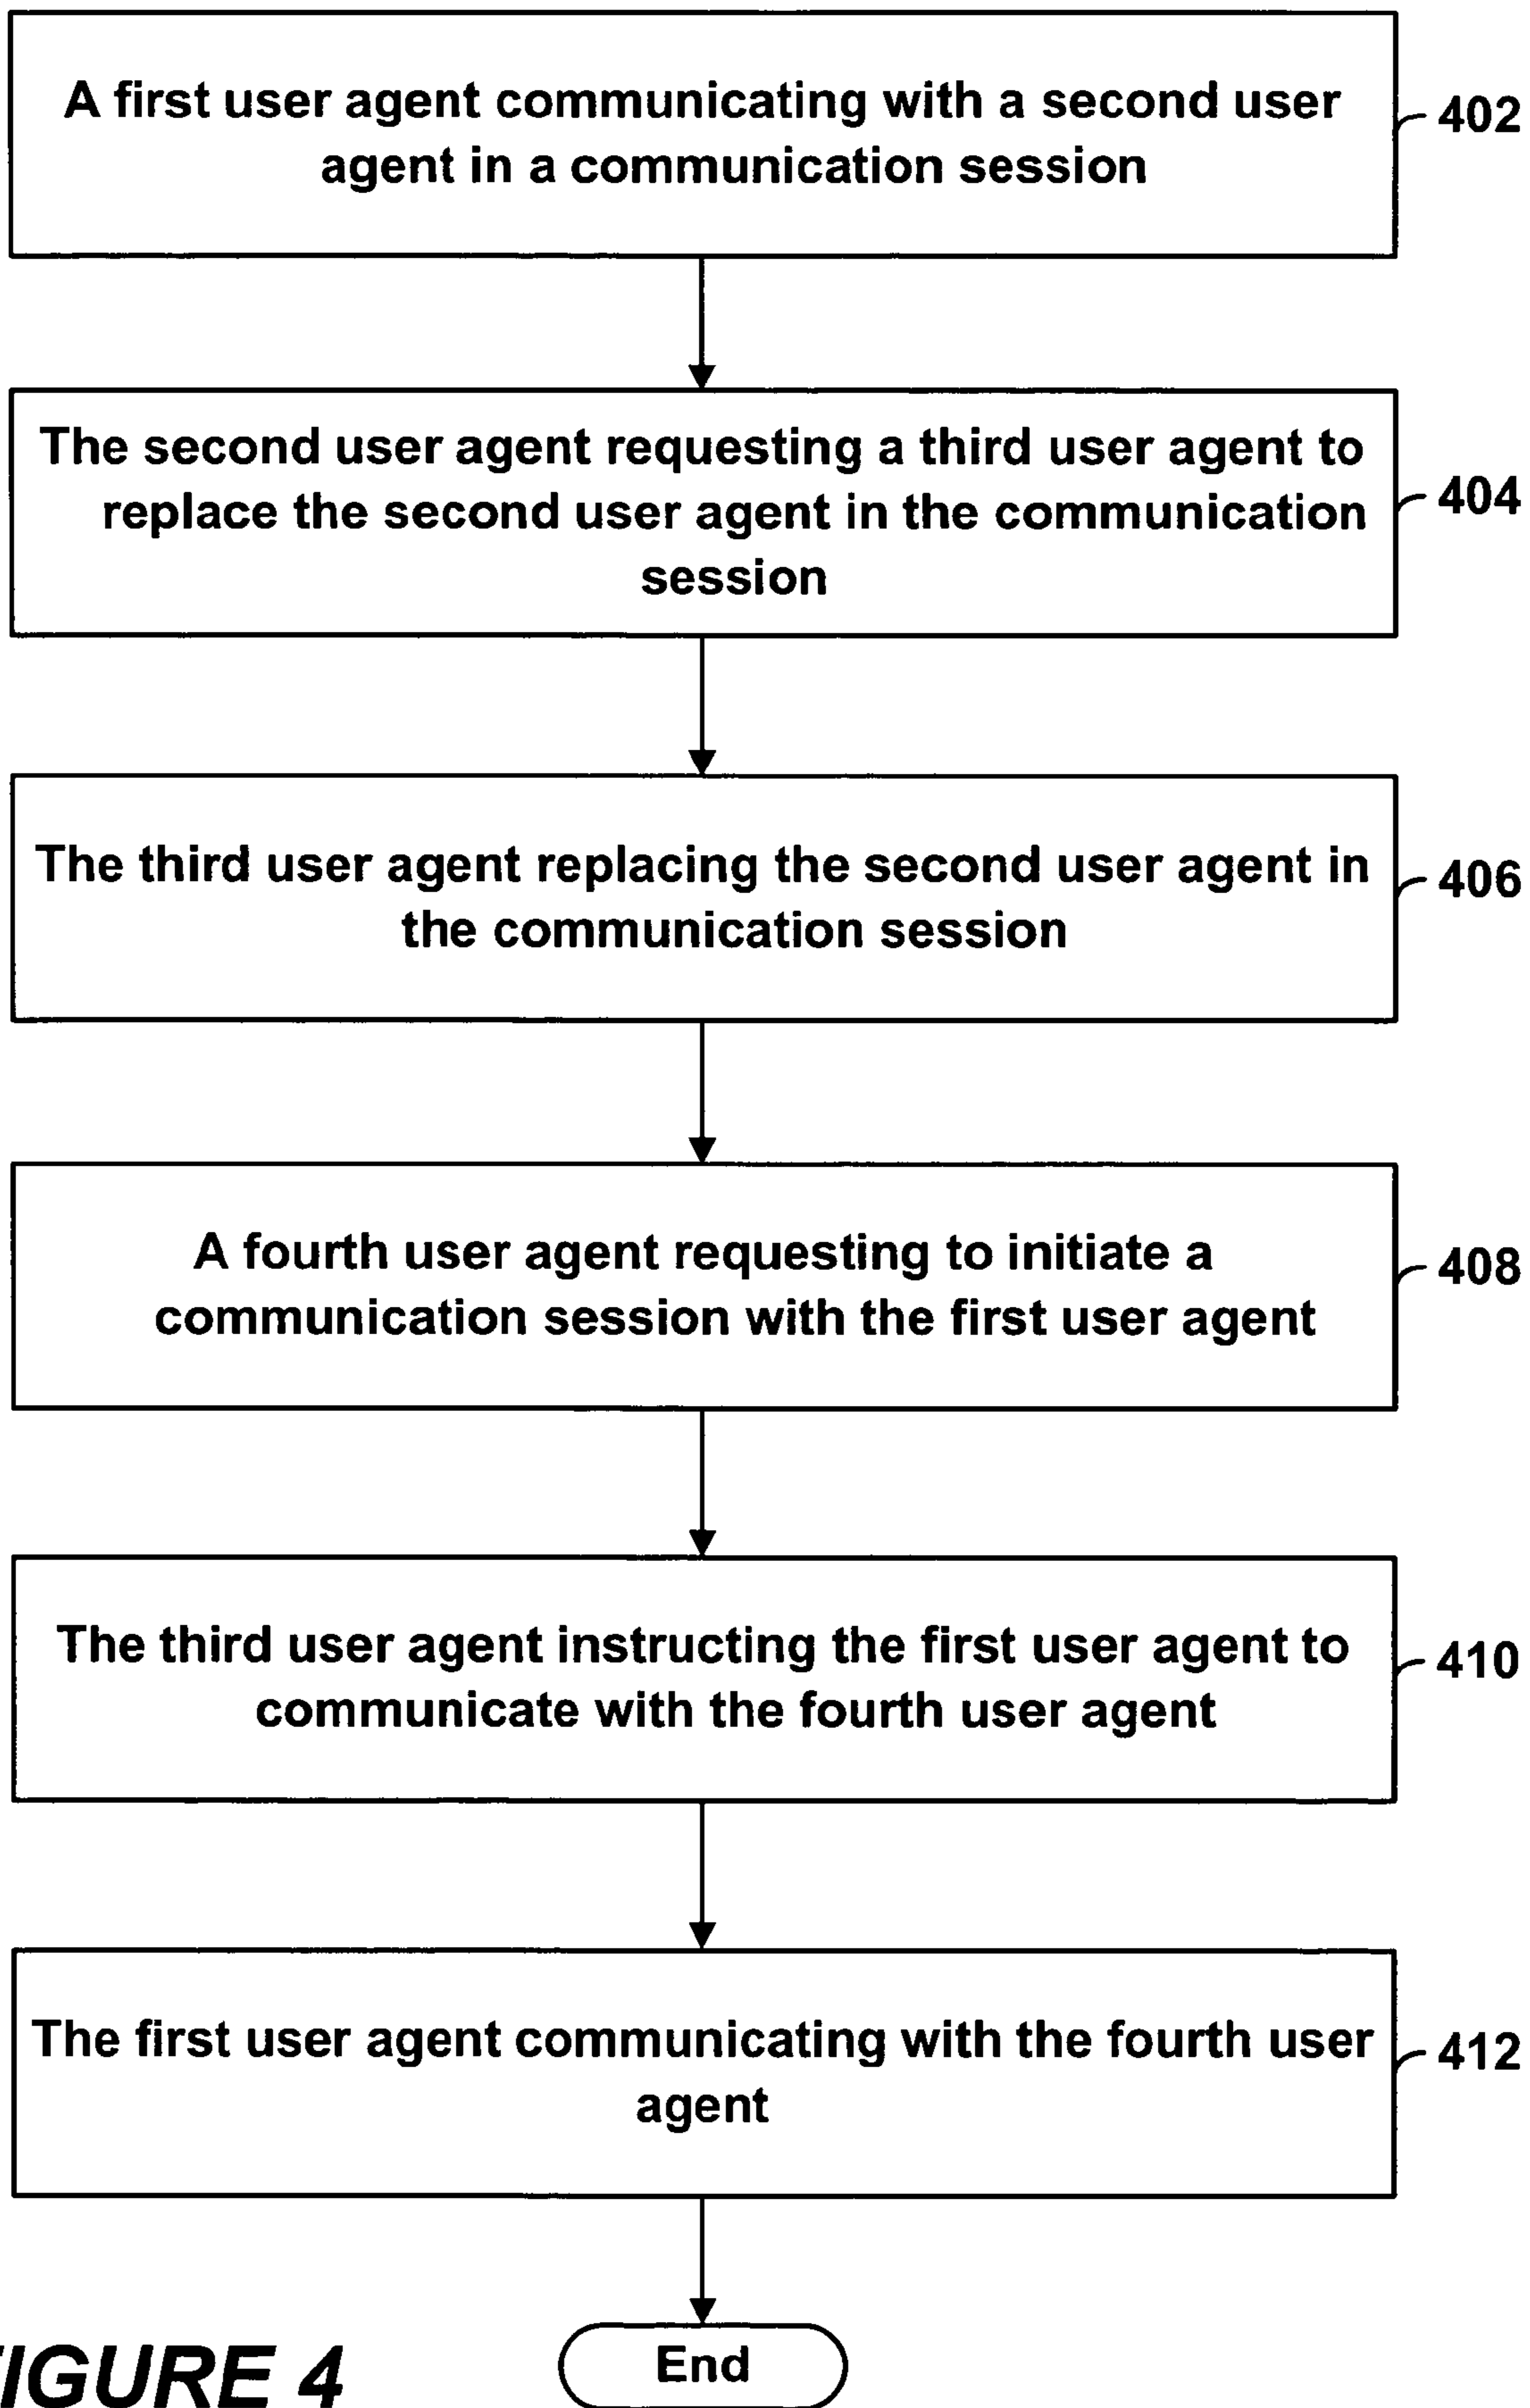 A first user agent communicating with a second user
agent in a communication session
402
The second user agent requesting a third user agent to
replace the second user agent in the communication
session
404
The third user agent replacing the second user agent in
the communication session
406
A fourth user agent requesting to initiate a
communication session with the first user agent
408
The third user agent instructing the first user agent to
communicate with the fourth user agent
410
The first user agent communicating with the fourth user
agent
412
End
FIGURE 4